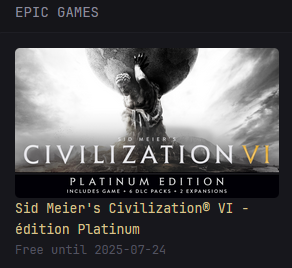 EPIC GAMES
SID MEIER'S
CIVILIZATION VI
PLATINUM EDITION
INCLUDES GAME • 6 DLC PACKS • 2 EXPANSIONS
Sid Meier's Civilization® VI -
édition Platinum
Free until 2025-07-24